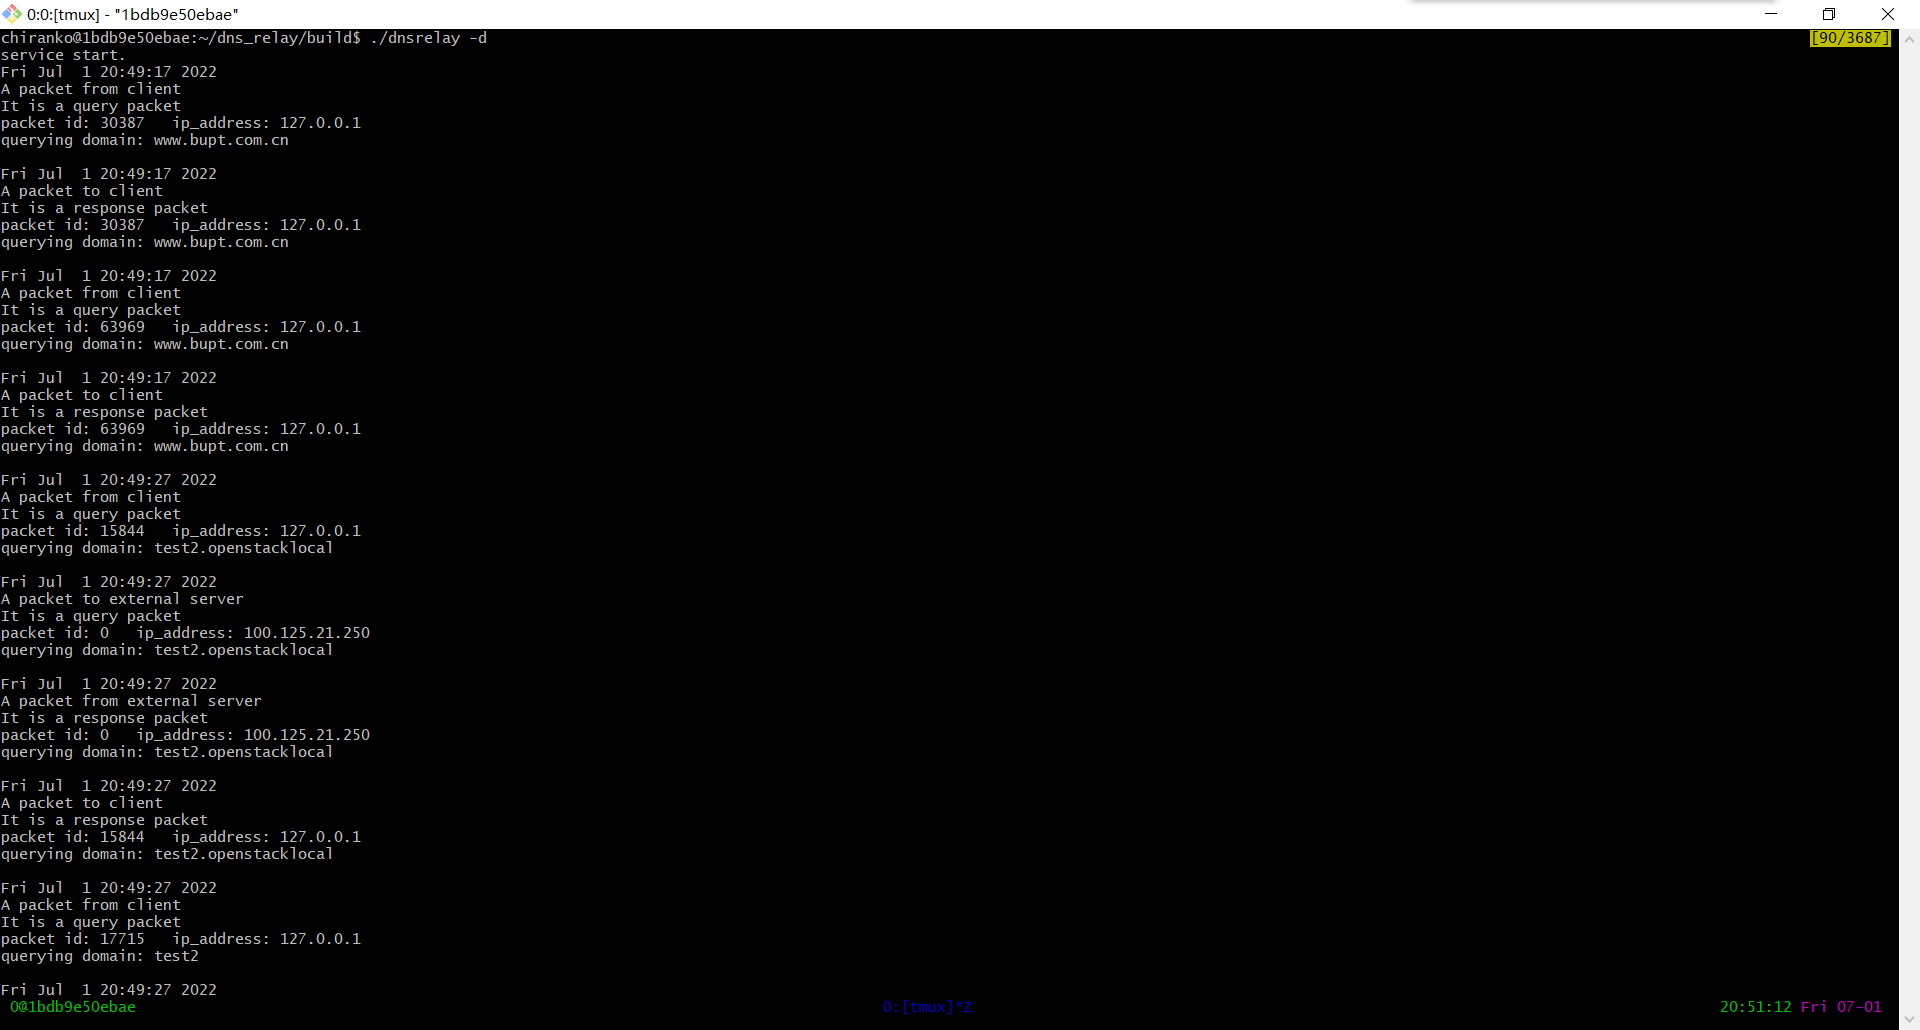 0:0:[tmux] - "1bdb9e50ebae"
chiranko@1bdb9e50ebae:~/dns_relay/build$ ./dnsrelay -d [90/3687]
service start.
Fri Jul  1 20:49:17 2022
A packet from client
It is a query packet
packet id: 30387   ip_address: 127.0.0.1
querying domain: www.bupt.com.cn

Fri Jul  1 20:49:17 2022
A packet to client
It is a response packet
packet id: 30387   ip_address: 127.0.0.1
querying domain: www.bupt.com.cn

Fri Jul  1 20:49:17 2022
A packet from client
It is a query packet
packet id: 63969   ip_address: 127.0.0.1
querying domain: www.bupt.com.cn

Fri Jul  1 20:49:17 2022
A packet to client
It is a response packet
packet id: 63969   ip_address: 127.0.0.1
querying domain: www.bupt.com.cn

Fri Jul  1 20:49:27 2022
A packet from client
It is a query packet
packet id: 15844   ip_address: 127.0.0.1
querying domain: test2.openstacklocal

Fri Jul  1 20:49:27 2022
A packet to external server
It is a query packet
packet id: 0   ip_address: 100.125.21.250
querying domain: test2.openstacklocal

Fri Jul  1 20:49:27 2022
A packet from external server
It is a response packet
packet id: 0   ip_address: 100.125.21.250
querying domain: test2.openstacklocal

Fri Jul  1 20:49:27 2022
A packet to client
It is a response packet
packet id: 15844   ip_address: 127.0.0.1
querying domain: test2.openstacklocal

Fri Jul  1 20:49:27 2022
A packet from client
It is a query packet
packet id: 17715   ip_address: 127.0.0.1
querying domain: test2

Fri Jul  1 20:49:27 2022
0@1bdb9e50ebae 0:[tmux]*Z 20:51:12 Fri 07-01